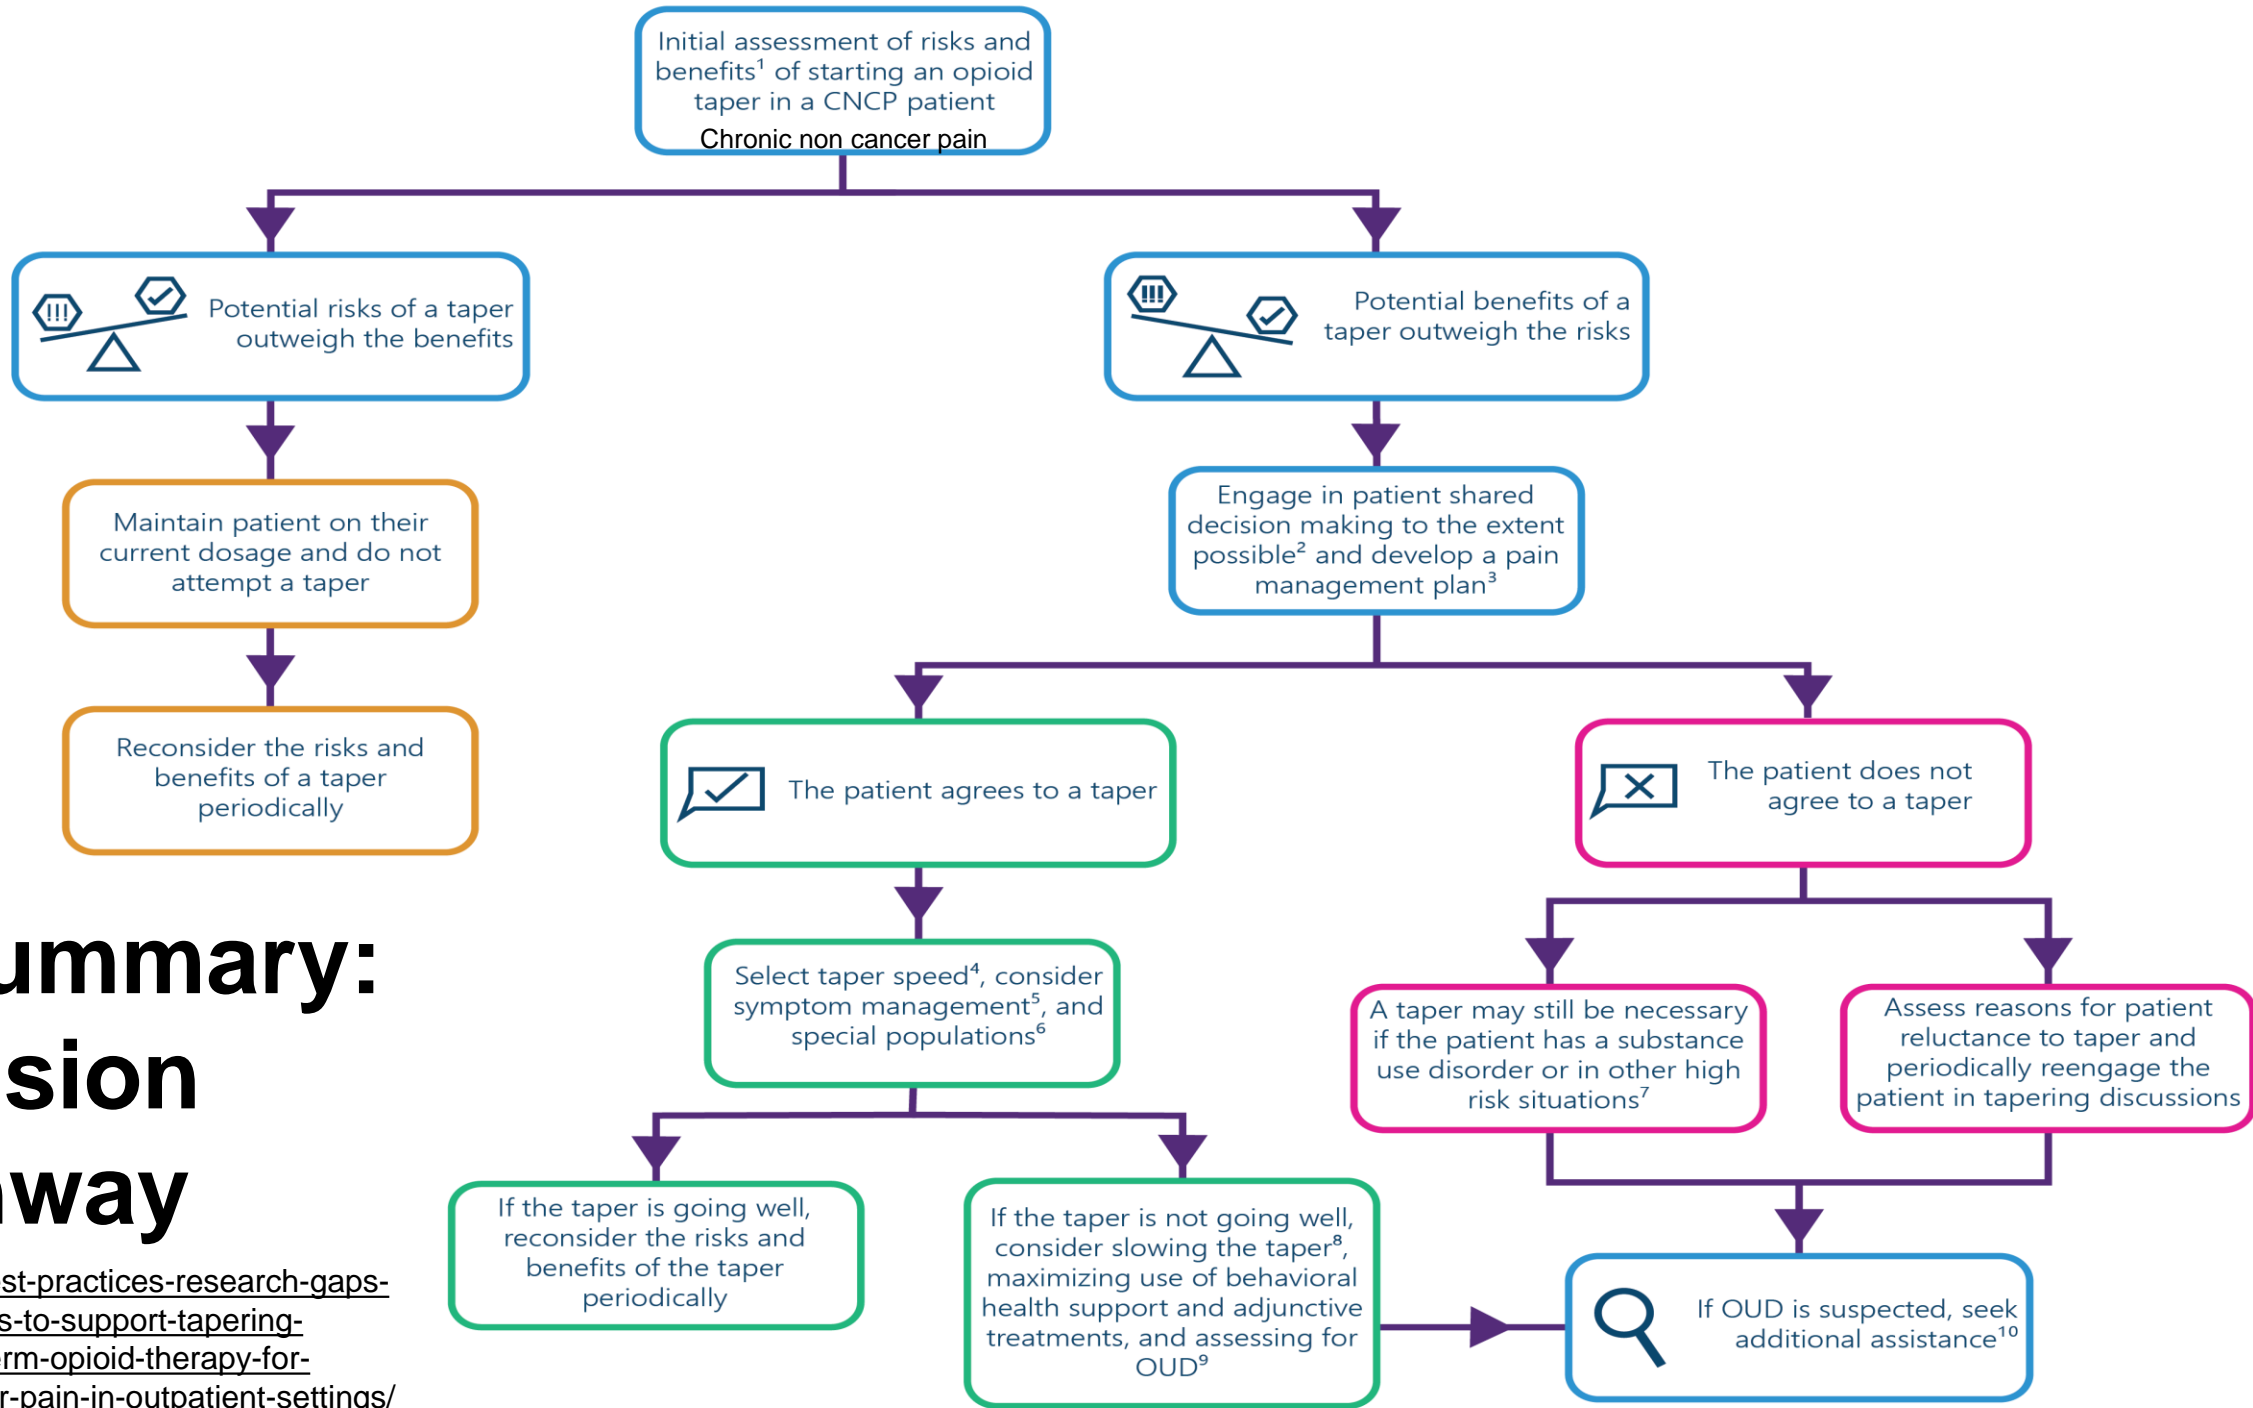 Initial assessment of risks and
benefits¹ of starting an opioid
taper in a CNCP patient
Chronic non cancer pain
!!!
Potential risks of a taper
outweigh the benefits
!!!
Potential benefits of a
taper outweigh the risks
Maintain patient on their
current dosage and do not
attempt a taper
Engage in patient shared
decision making to the extent
possible² and develop a pain
management plan³
Reconsider the risks and
benefits of a taper
periodically
The patient agrees to a taper
The patient does not
agree to a taper
Select taper speed⁴, consider
symptom management⁵, and
special populations⁶
A taper may still be necessary
if the patient has a substance
use disorder or in other high
risk situations⁷
Assess reasons for patient
reluctance to taper and
periodically reengage the
patient in tapering discussions
If the taper is going well,
reconsider the risks and
benefits of the taper
periodically
If the taper is not going well,
consider slowing the taper⁸,
maximizing use of behavioral
health support and adjunctive
treatments, and assessing for
OUD⁹
If OUD is suspected, seek
additional assistance¹⁰
ummary:
sion
way
est-practices-research-gaps-
s-to-support-tapering-
erm-opioid-therapy-for-
r-pain-in-outpatient-settings/